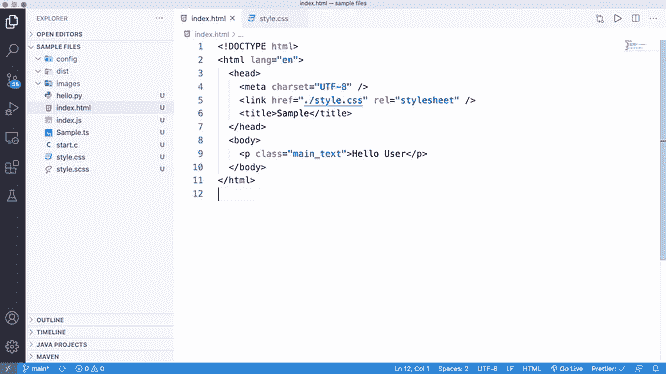 index.html — sample files
EXPLORER
OPEN EDITORS
SAMPLE FILES
config
dist
images
hello.py U
index.html U
index.js U
Sample.ts U
start.c U
style.css U
style.scss U
OUTLINE
TIMELINE
JAVA PROJECTS
MAVEN
index.html
style.css
index.html › ...
1 <!DOCTYPE html>
2 <html lang="en">
3 <head>
4 <meta charset="UTF-8" />
5 <link href="./style.css" rel="stylesheet" />
6 <title>Sample</title>
7 </head>
8 <body>
9 <p class="main_text">Hello User</p>
10 </body>
11 </html>
12
main* 0 0 Ln 12, Col 1 Spaces: 2 UTF-8 LF HTML Go Live Prettier: ✓